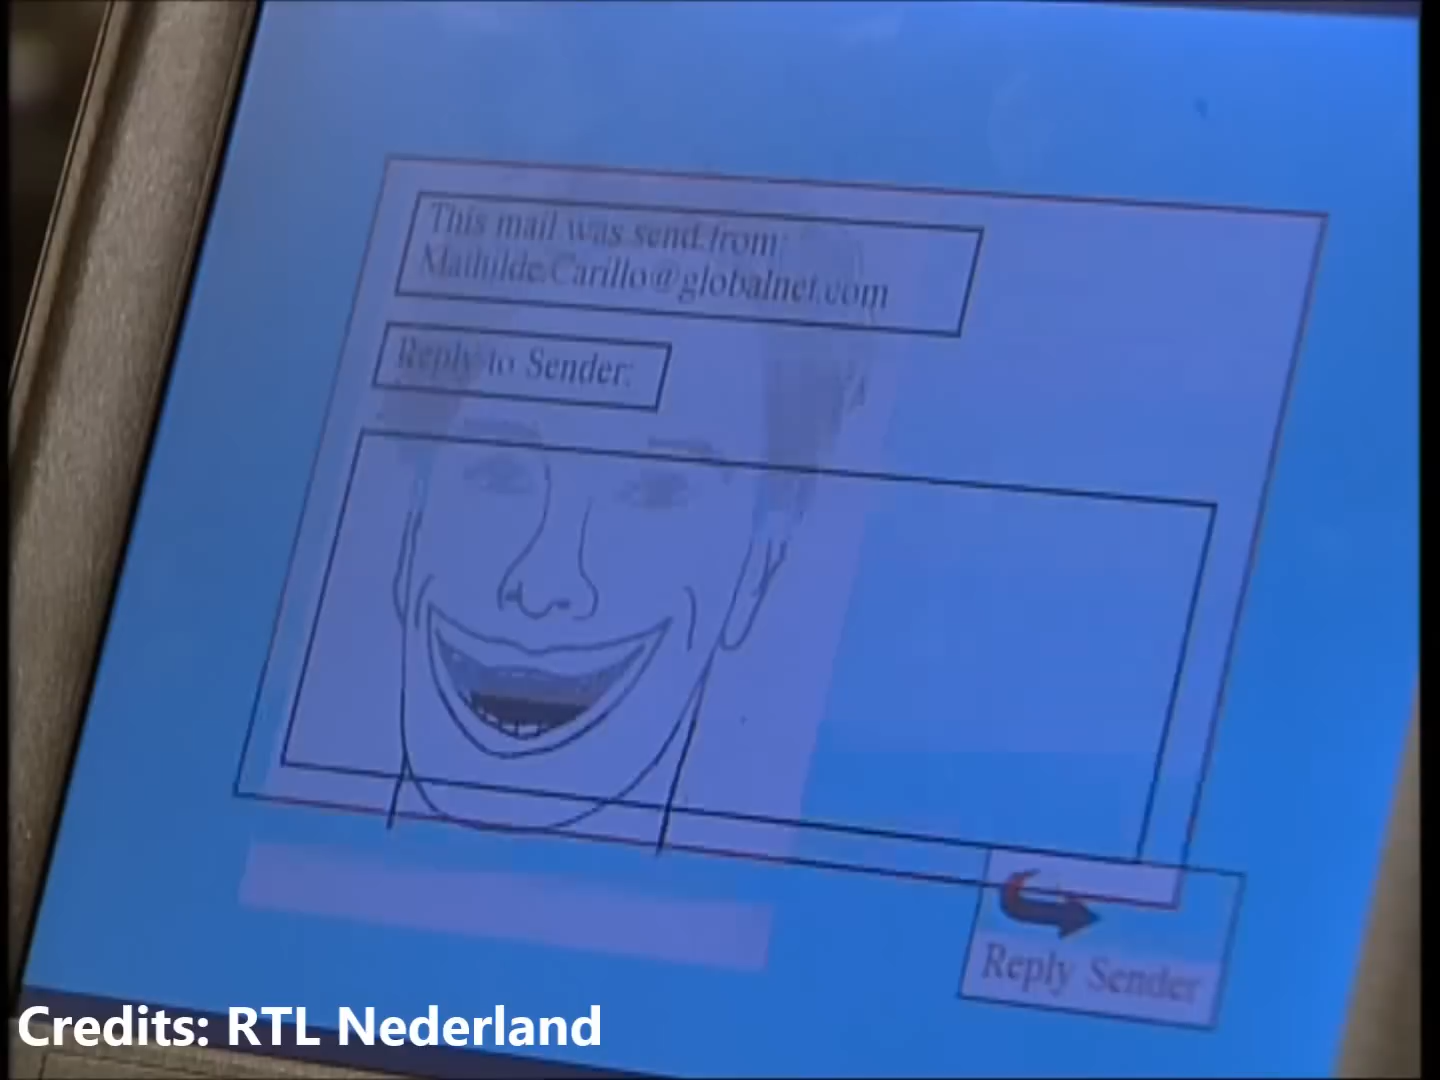 This mail was send from:
Mathilde.Carillo@globalnet.com
Reply to Sender:
Reply Sender
Credits: RTL Nederland